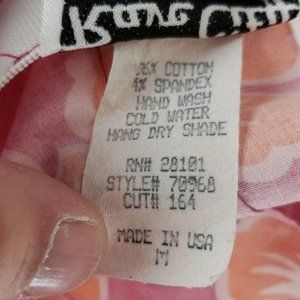 96% COTTON
4% SPANDEX
HAND WASH
COLD WATER
HANG DRY SHADE
RN# 28101
STYLE# 70968
CUT# 164
MADE IN USA
M